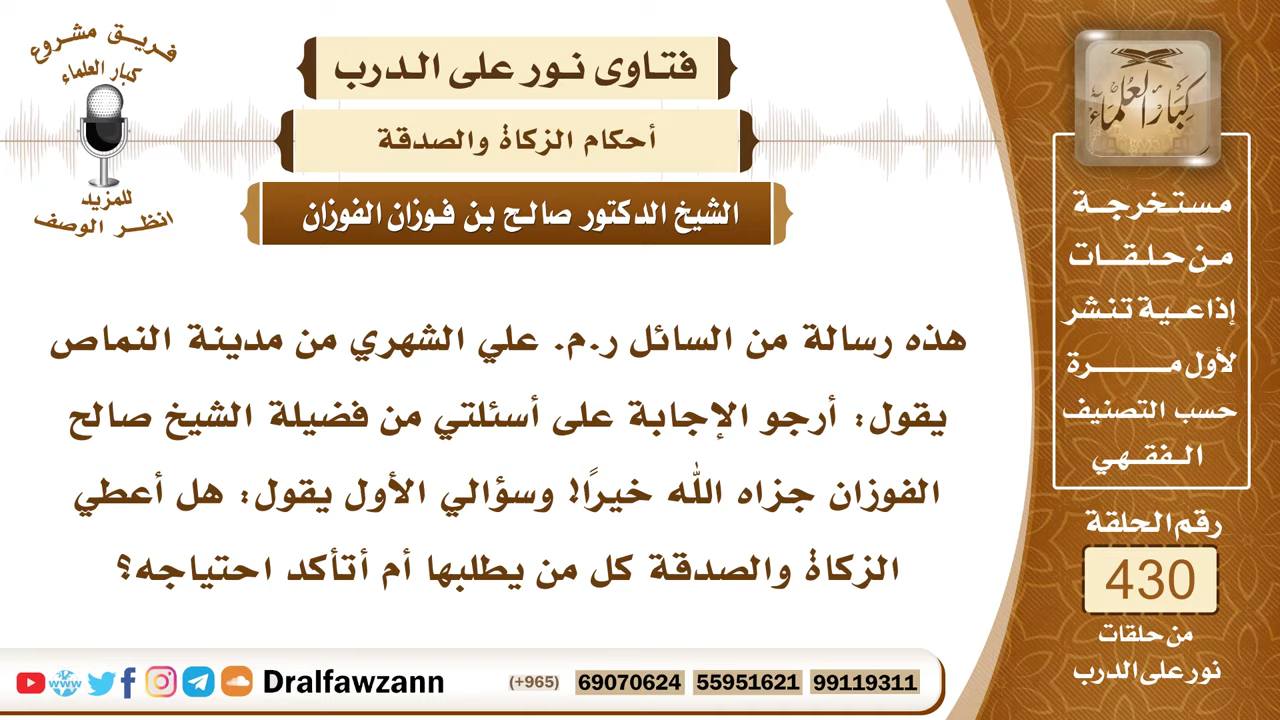 فريق مشروع
كبار العلماء
للمزيد
انظر الوصف
فتاوى نور على الدرب
أحكام الزكاة والصدقة
الشيخ الدكتور صالح بن فوزان الفوزان
هذه رسالة من السائل ر.م. علي الشهري من مدينة النماص
يقول: أرجو الإجابة على أسئلتي من فضيلة الشيخ صالح
الفوزان جزاه الله خيرًا! وسؤالي الأول يقول: هل أعطي
الزكاة والصدقة كل من يطلبها أم أتأكد احتياجه؟
كبار العلماء
مستخرجة
من حلقات
إذاعية تنشر
لأول مرة
حسب التصنيف
الفقهي
رقم الحلقة
430
من حلقات
نور على الدرب
www
Dralfawzann
(+965) 69070624 55951621 99119311